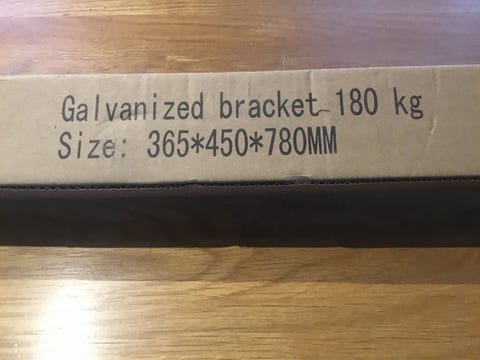 Galvanized bracket 180 kg
Size: 365*450*780MM